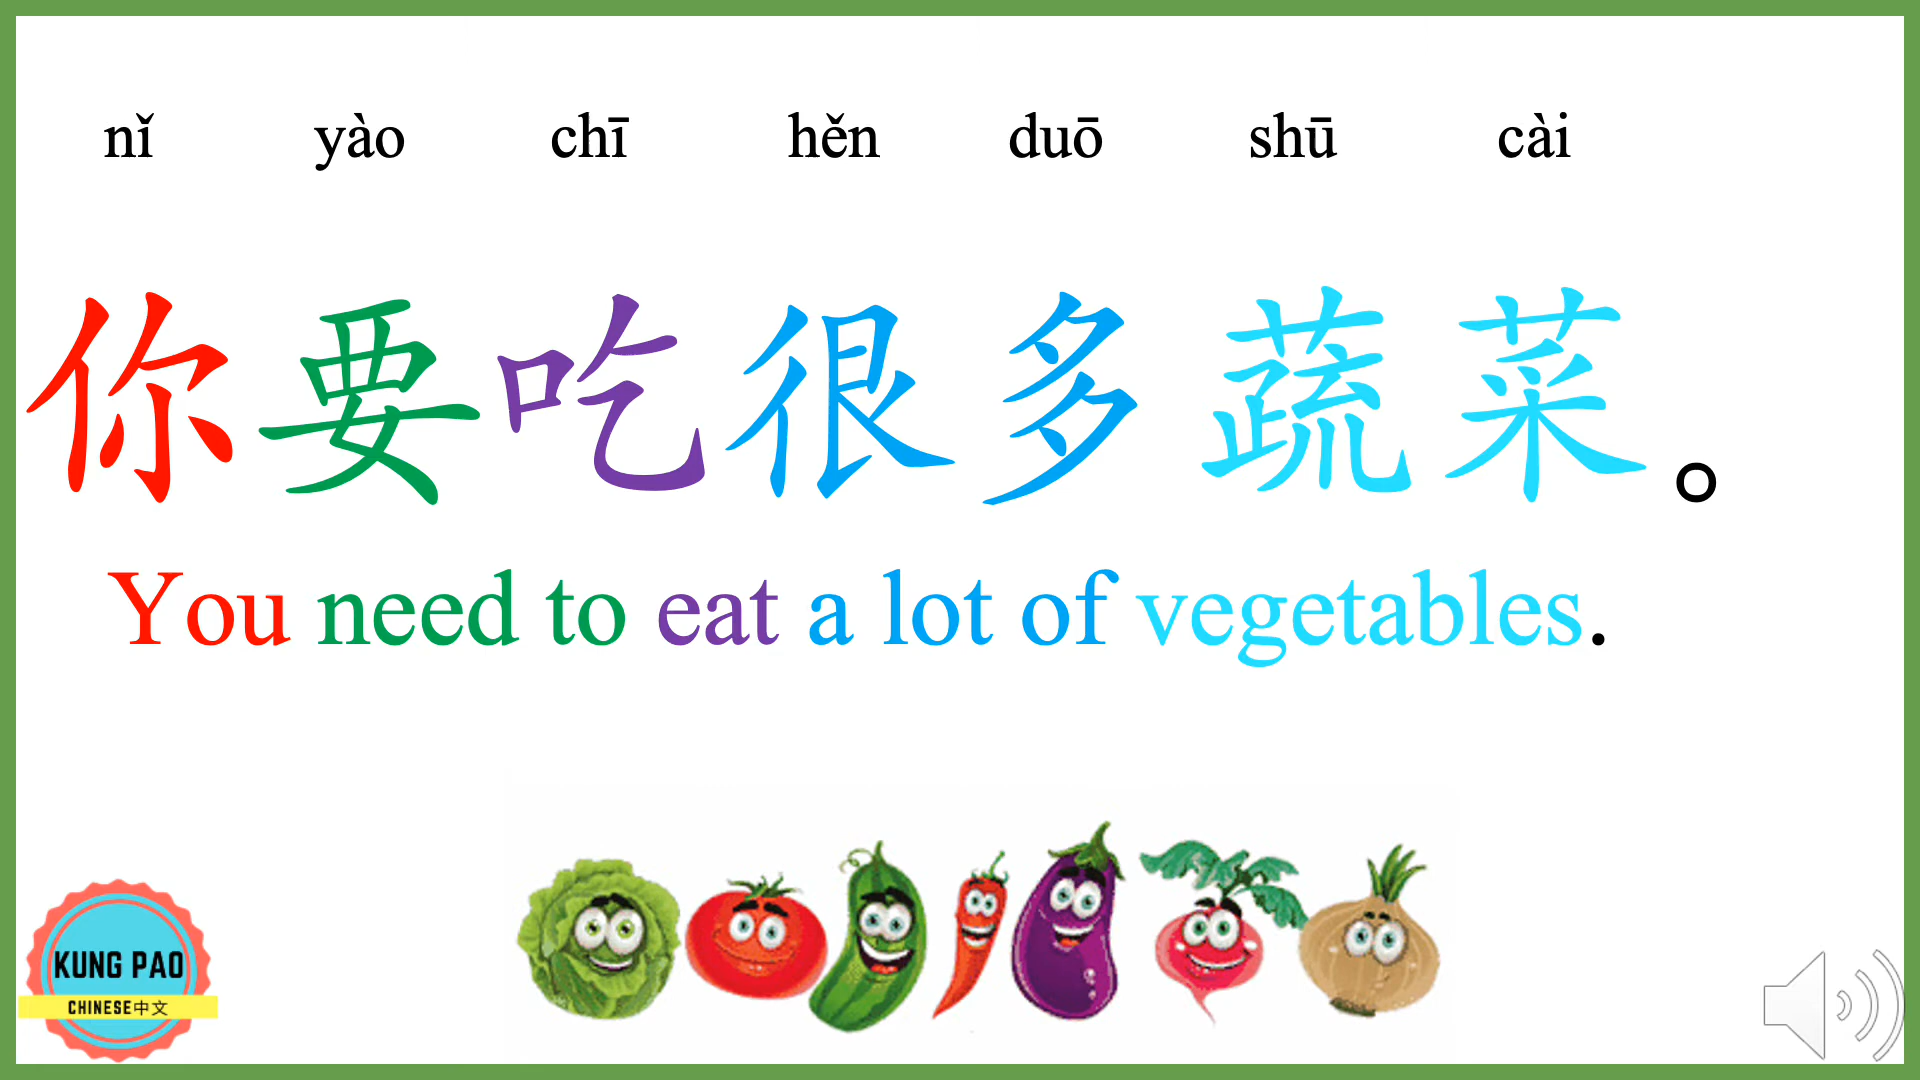 nǐ yào chī hěn duō shū cài
你要吃很多蔬菜。
You need to eat a lot of vegetables.
KUNG PAO
CHINESE中文